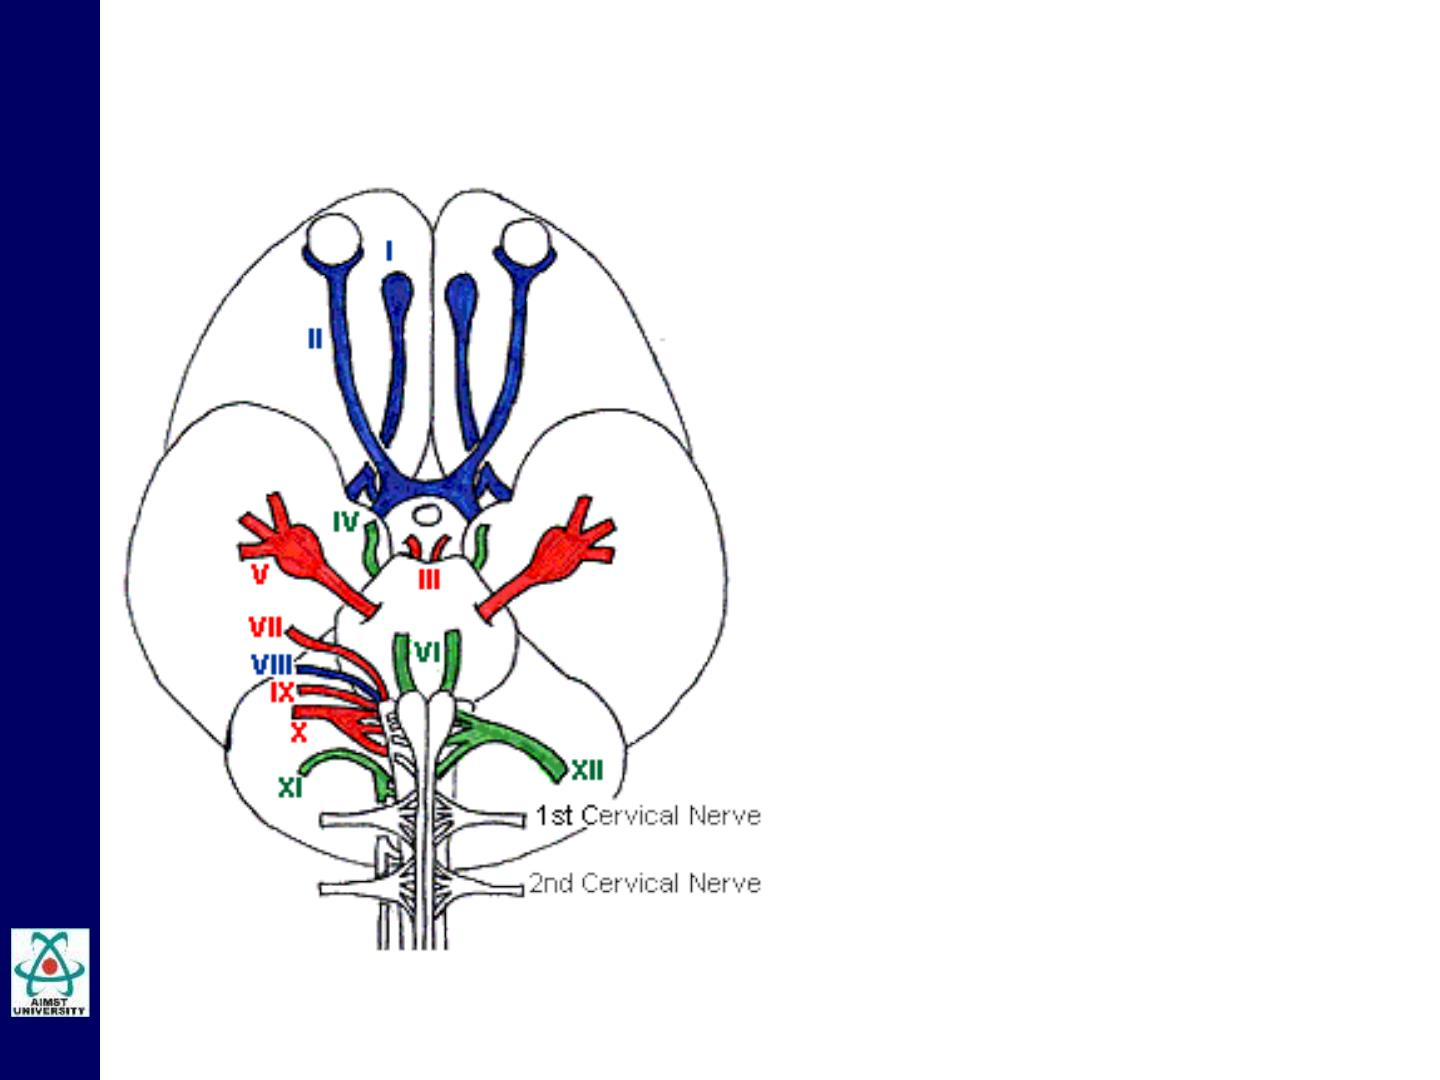 I
II
IV
V
III
VII
VI
VIII
IX
X
XI
XII
1st Cervical Nerve
2nd Cervical Nerve
AIMST
UNIVERSITY